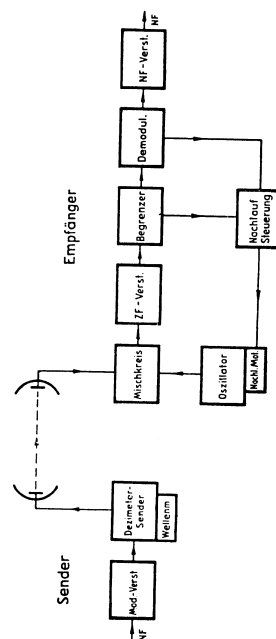 Sender
Empfänger
NF
Mod-Verst
Dezimeter-
Sender
Wellenm
Mischkreis
ZF-Verst.
Begrenzer
Demodul.
NF-Verst.
NF
Oszillator
Nachl. Mot.
Nachlauf
Steuerung